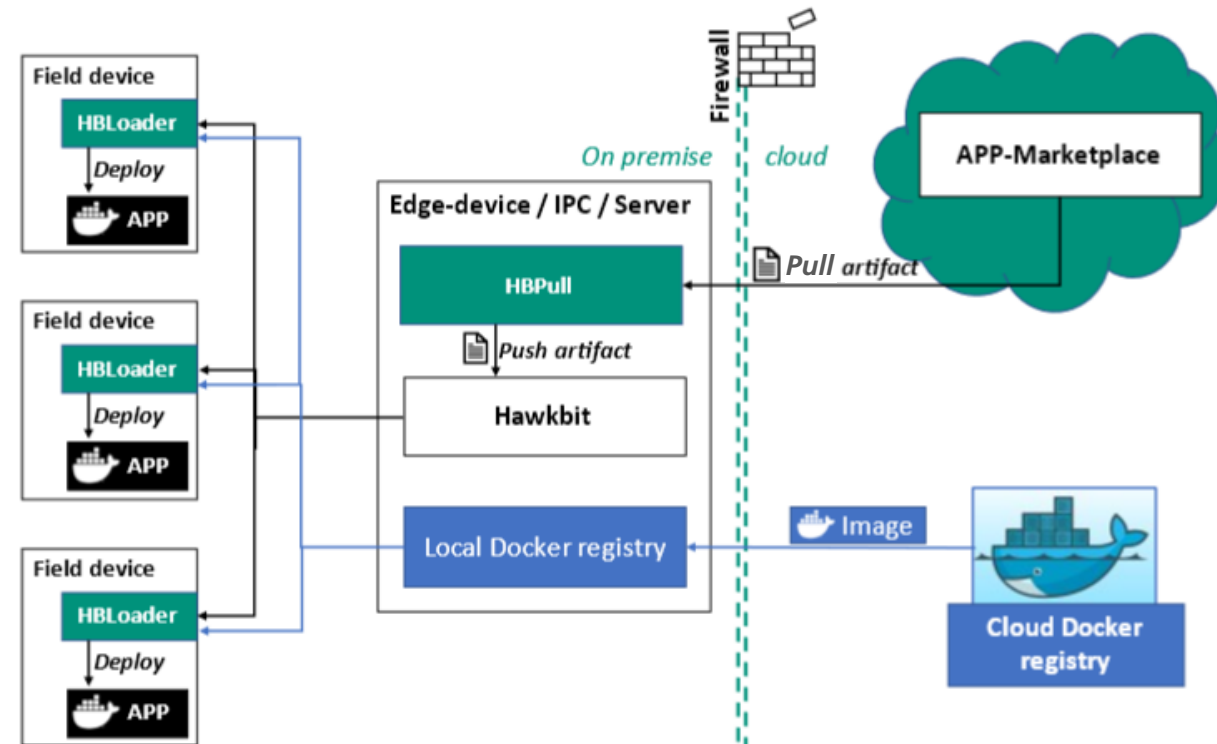 Field device
HBLoader
Deploy
APP
Field device
HBLoader
Deploy
APP
Field device
HBLoader
Deploy
APP
On premise
Firewall
cloud
Edge-device / IPC / Server
HBPull
Push artifact
Hawkbit
Local Docker registry
APP-Marketplace
Pull artifact
Image
Cloud Docker
registry